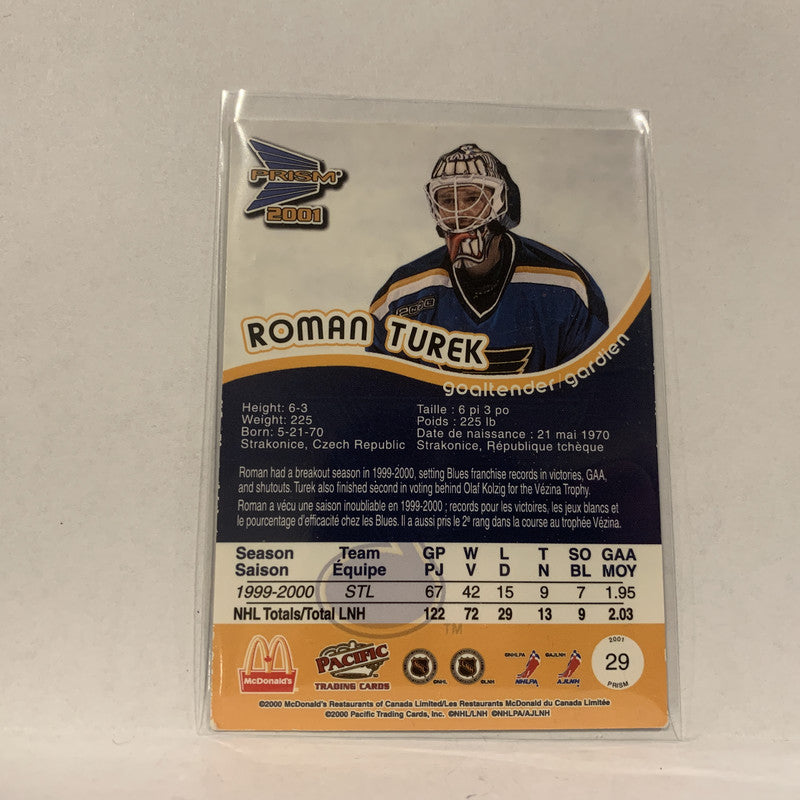 PRISM
2001
ROMAN TUREK
goaltender/gardien
Height: 6-3
Weight: 225
Born: 5-21-70
Strakonice, Czech Republic
Taille : 6 pi 3 po
Poids : 225 lb
Date de naissance : 21 mai 1970
Strakonice, République tchèque
Roman had a breakout season in 1999-2000, setting Blues franchise records in victories, GAA,
and shutouts. Turek also finished second in voting behind Olaf Kolzig for the Vézina Trophy.
Roman a vécu une saison inoubliable en 1999-2000 ; records pour les victoires, les jeux blancs et
le pourcentage d'efficacité chez les Blues. Il a aussi pris le 2e rang dans la course au trophée Vézina.
Season Team GP W L T SO GAA
Saison Équipe PJ V D N BL MOY
1999-2000 STL 67 42 15 9 7 1.95
NHL Totals/Total LNH 122 72 29 13 9 2.03
TM
McDonald's
PACIFIC
TRADING CARDS
©NHL
©LNH
©NHLPA
NHLPA
©AJLNH
AJLNH
2001
29
PRISM
©2000 McDonald's Restaurants of Canada Limited/Les Restaurants McDonald du Canada Limitée
©2000 Pacific Trading Cards, Inc. ©NHL/LNH ©NHLPA/AJLNH